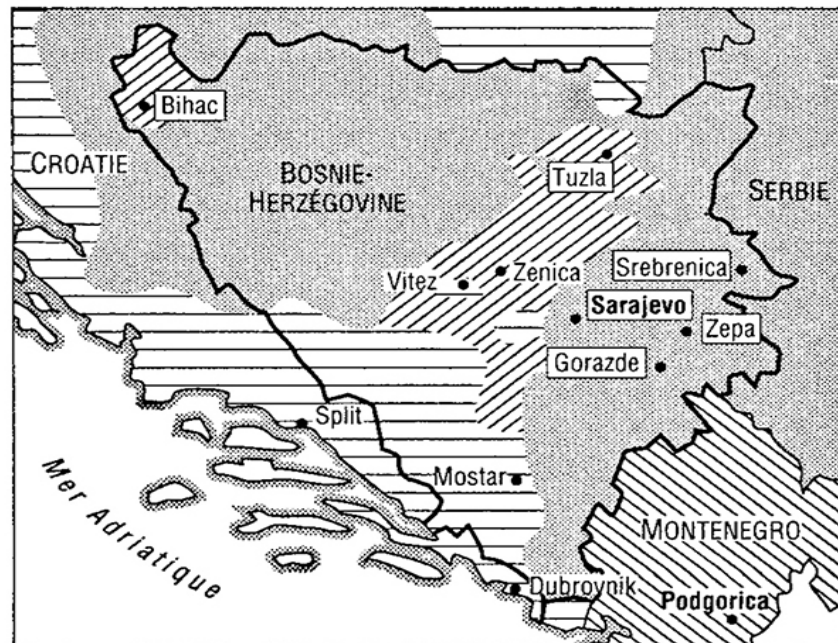 Bihac
CROATIE
BOSNIE-
HERZÉGOVINE
Tuzla
SERBIE
Vitez
Zenica
Srebrenica
Sarajevo
Zepa
Gorazde
Split
Mostar
Mer Adriatique
MONTENEGRO
Dubrovnik
Podgorica